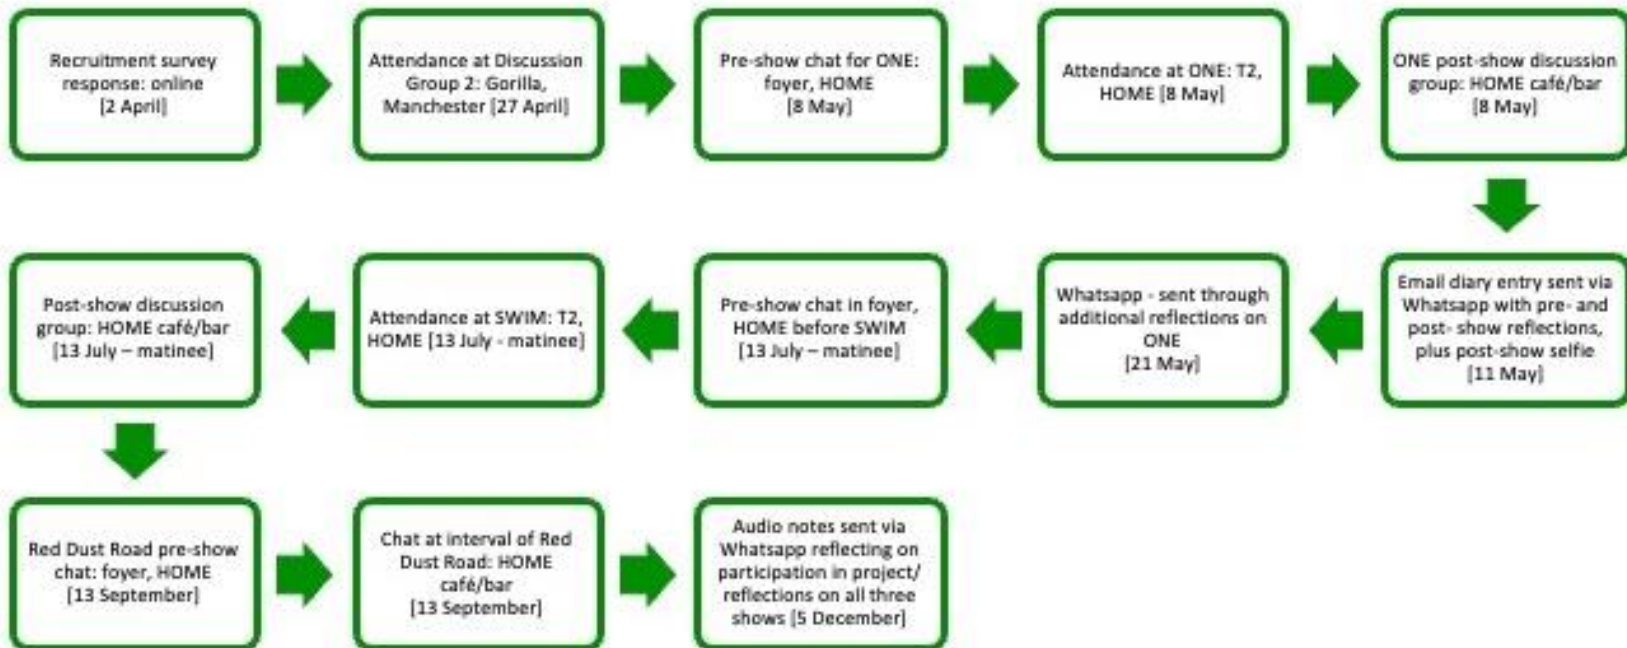 Recruitment survey
response: online
[2 April]
Attendance at Discussion
Group 2: Gorilla,
Manchester [27 April]
Pre-show chat for ONE:
foyer, HOME
[8 May]
Attendance at ONE: T2,
HOME [8 May]
ONE post-show discussion
group: HOME café/bar
[8 May]
Email diary entry sent via
Whatsapp with pre- and
post- show reflections,
plus post-show selfie
[11 May]
Whatsapp - sent through
additional reflections on
ONE
[21 May]
Pre-show chat in foyer,
HOME before SWIM
[13 July – matinee]
Attendance at SWIM: T2,
HOME [13 July - matinee]
Post-show discussion
group: HOME café/bar
[13 July – matinee]
Red Dust Road pre-show
chat: foyer, HOME
[13 September]
Chat at interval of Red
Dust Road: HOME
café/bar
[13 September]
Audio notes sent via
Whatsapp reflecting on
participation in project/
reflections on all three
shows [5 December]